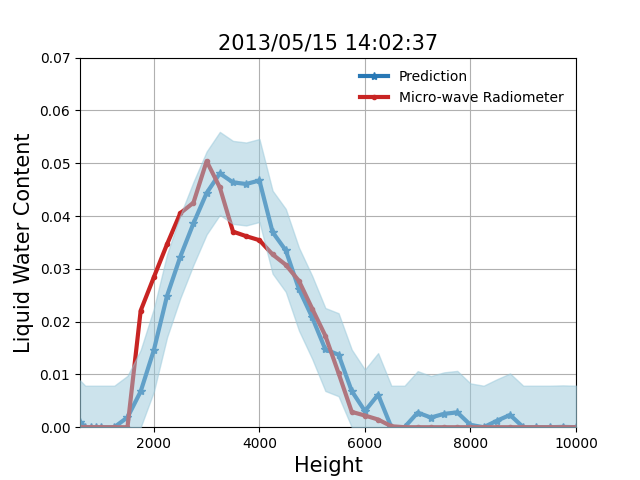 2013/05/15 14:02:37
0.07
0.06
0.05
0.04
0.03
0.02
0.01
0.00
Liquid Water Content
Prediction
Micro-wave Radiometer
2000 4000 6000 8000 10000
Height